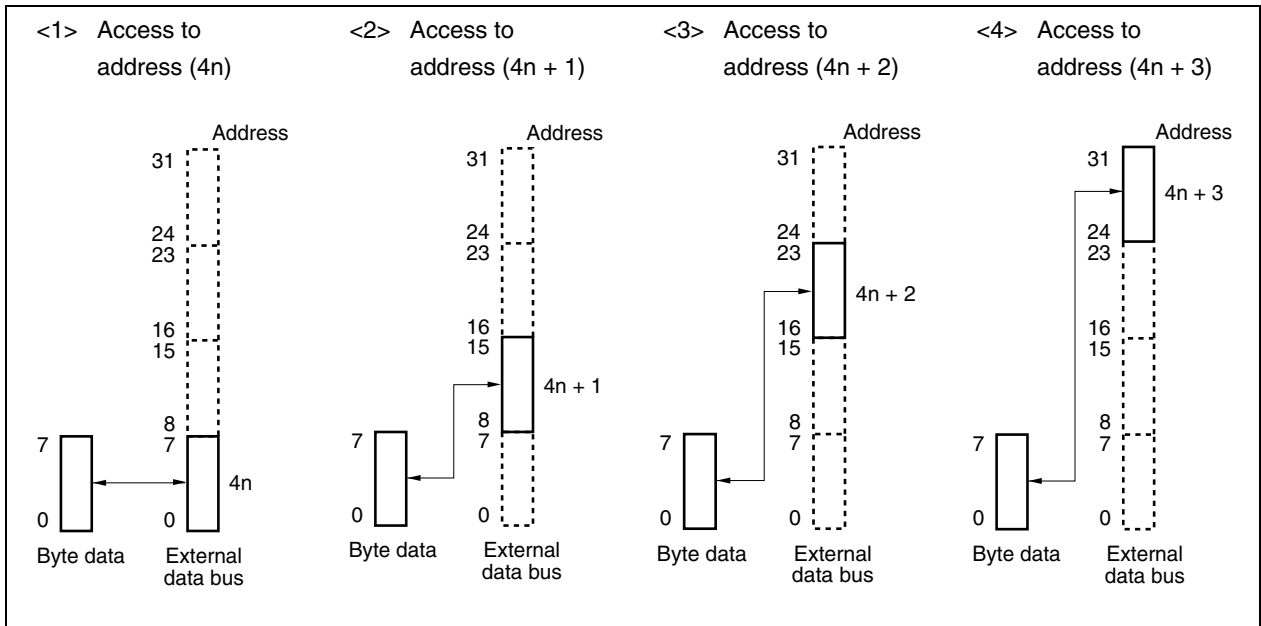 <1> Access to
address (4n)
Address
31
24
23
16
15
8
7
0
4n
7
0
Byte data
External
data bus
<2> Access to
address (4n + 1)
31
24
23
16
15
8
7
0
4n + 1
7
0
Byte data
External
data bus
<3> Access to
address (4n + 2)
Address
31
24
23
16
15
8
7
0
4n + 2
7
0
Byte data
External
data bus
<4> Access to
address (4n + 3)
Address
31
24
23
16
15
8
7
0
4n + 3
7
0
Byte data
External
data bus